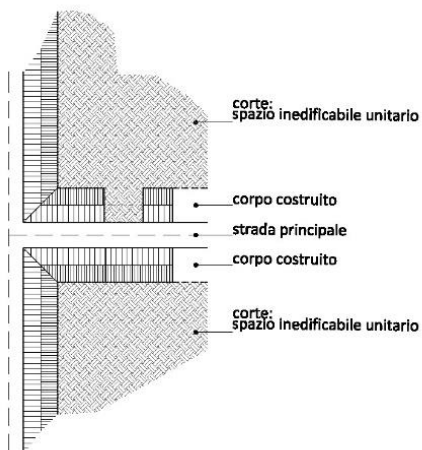 corte:
spazio inedificabile unitario
corpo costruito
strada principale
corpo costruito
corte:
spazio inedificabile unitario